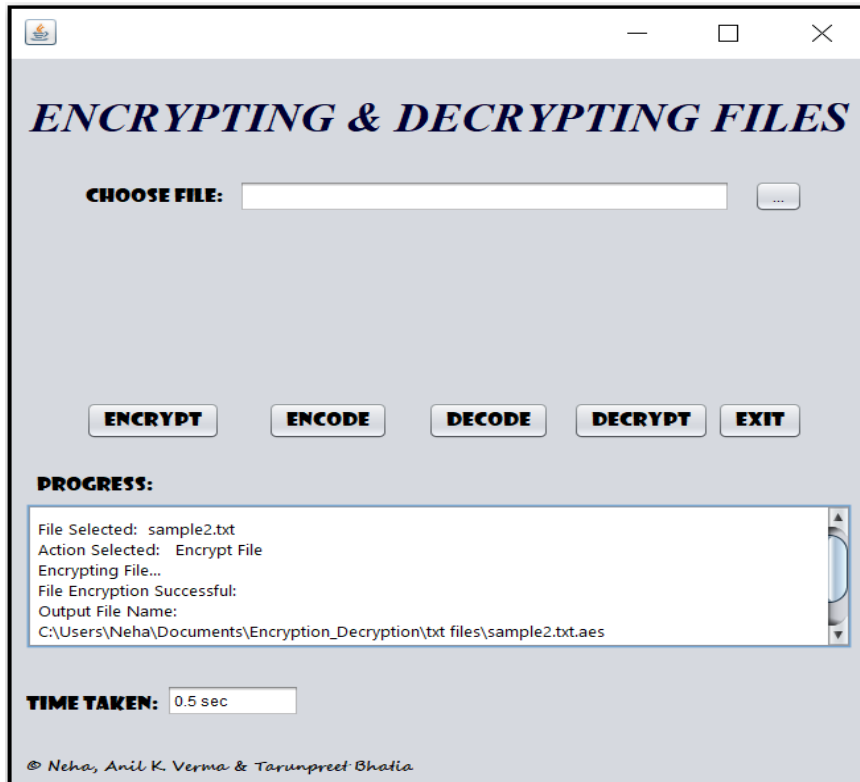 ENCRYPTING & DECRYPTING FILES
CHOOSE FILE: ...
ENCRYPT ENCODE DECODE DECRYPT EXIT
PROGRESS:
File Selected: sample2.txt
Action Selected: Encrypt File
Encrypting File...
File Encryption Successful:
Output File Name:
C:\Users\Neha\Documents\Encryption_Decryption\txt files\sample2.txt.aes
TIME TAKEN: 0.5 sec
© Neha, Anil K. Verma & Tarunpreet Bhatia